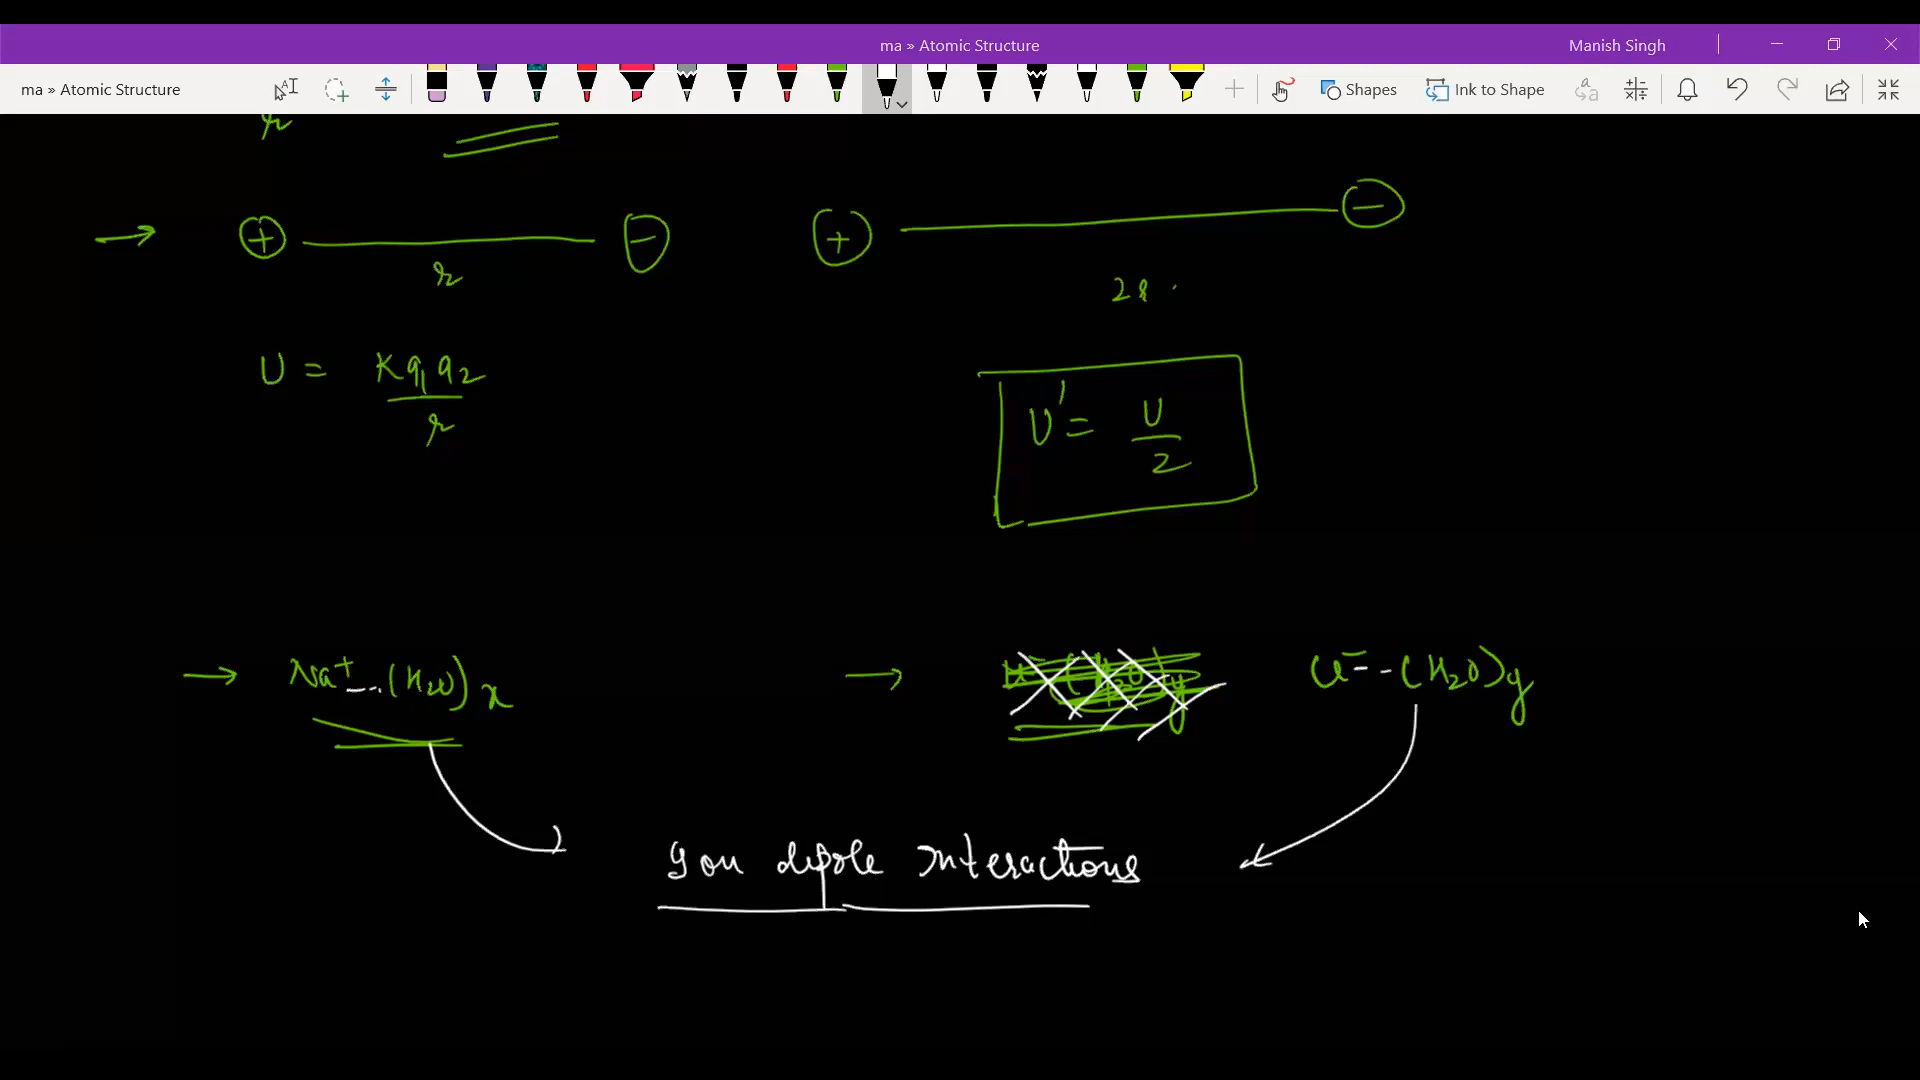 ma » Atomic Structure
Manish Singh
ma » Atomic Structure
Shapes
Ink to Shape
r
+ r -
+ 2r -
U = Kq1q2/r
U' = U/2
→ Na+---(H2O)x
→ Cl---(H2O)y
Ion dipole Interactions